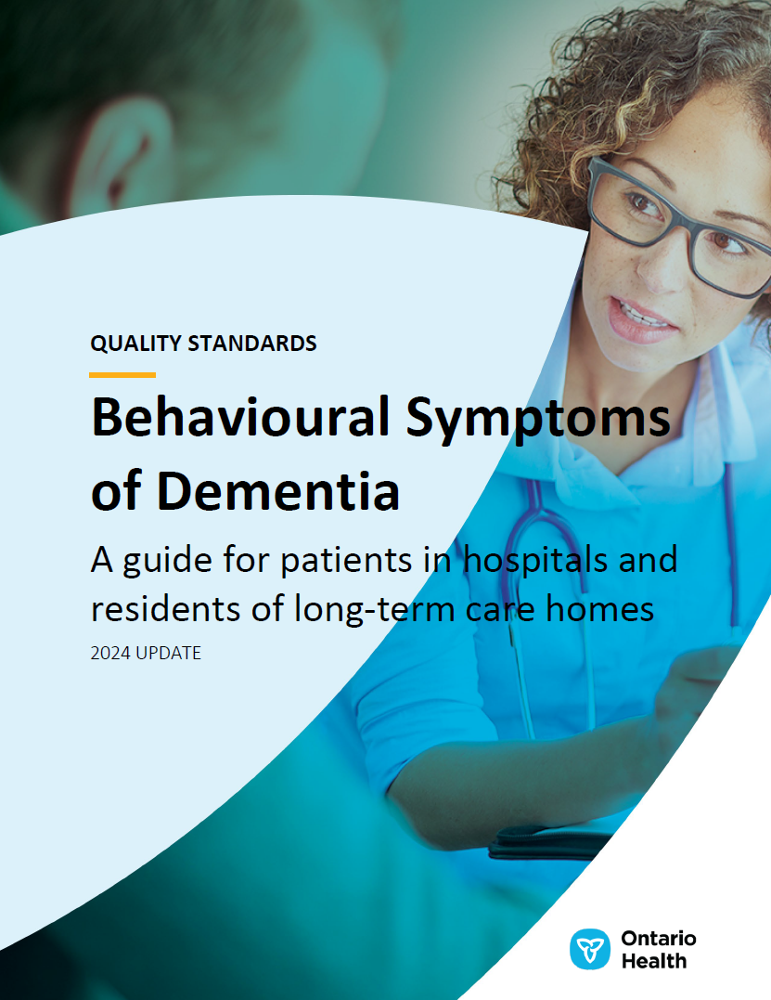 QUALITY STANDARDS
Behavioural Symptoms
of Dementia
A guide for patients in hospitals and
residents of long-term care homes
2024 UPDATE
Ontario
Health